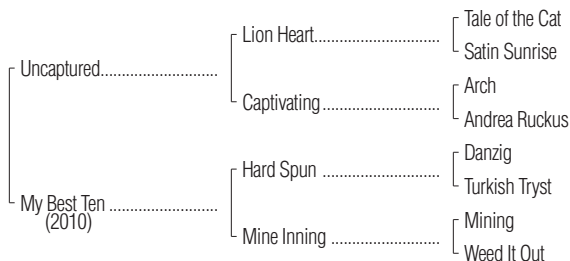 Tale of the Cat
Lion Heart
Satin Sunrise
Uncaptured
Arch
Captivating
Andrea Ruckus
Danzig
Hard Spun
Turkish Tryst
My Best Ten
(2010)
Mining
Mine Inning
Weed It Out